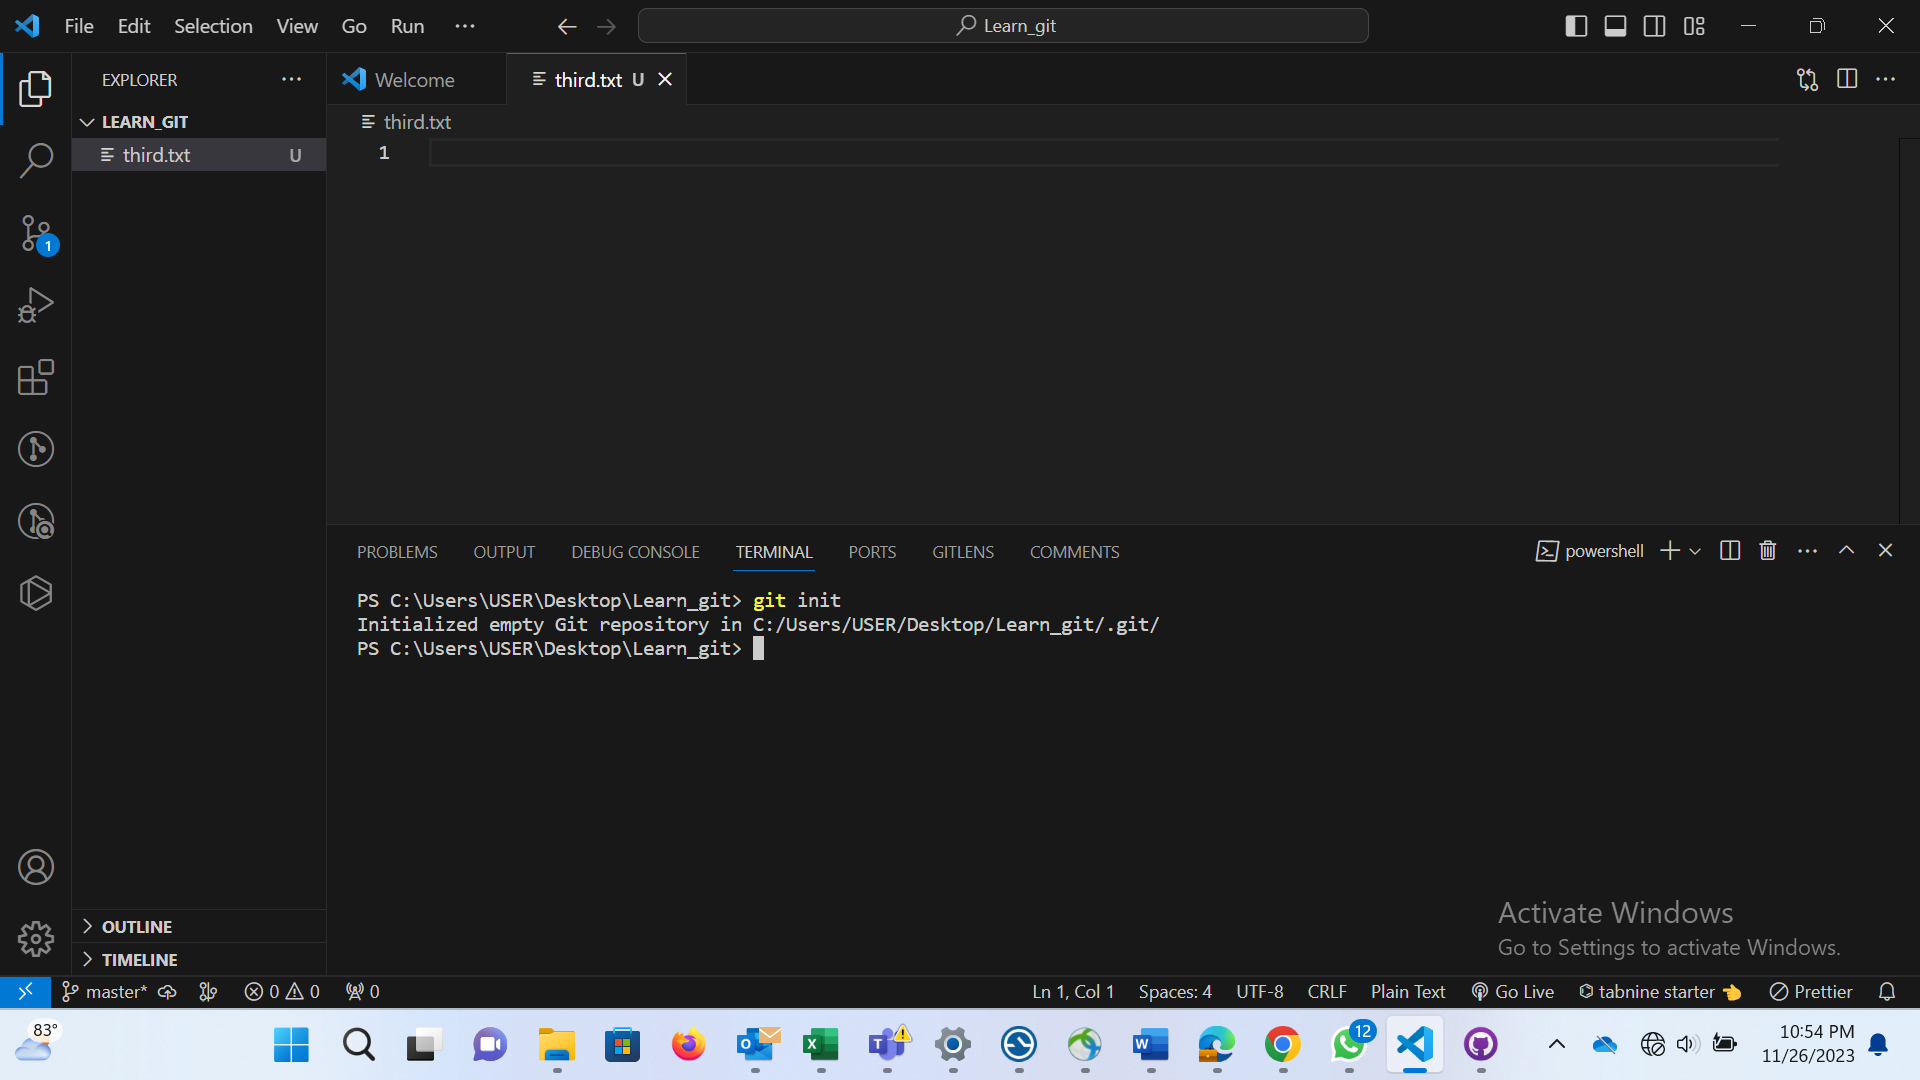 File Edit Selection View Go Run ···
Learn_git
EXPLORER ···
Welcome
third.txt U
LEARN_GIT
third.txt U
third.txt
1
1
PROBLEMS OUTPUT DEBUG CONSOLE TERMINAL PORTS GITLENS COMMENTS
powershell
PS C:\Users\USER\Desktop\Learn_git> git init
Initialized empty Git repository in C:/Users/USER/Desktop/Learn_git/.git/
PS C:\Users\USER\Desktop\Learn_git>
OUTLINE
TIMELINE
Activate Windows
Go to Settings to activate Windows.
master* 0 0 0 Ln 1, Col 1 Spaces: 4 UTF-8 CRLF Plain Text Go Live tabnine starter Prettier
83°
12
10:54 PM
11/26/2023